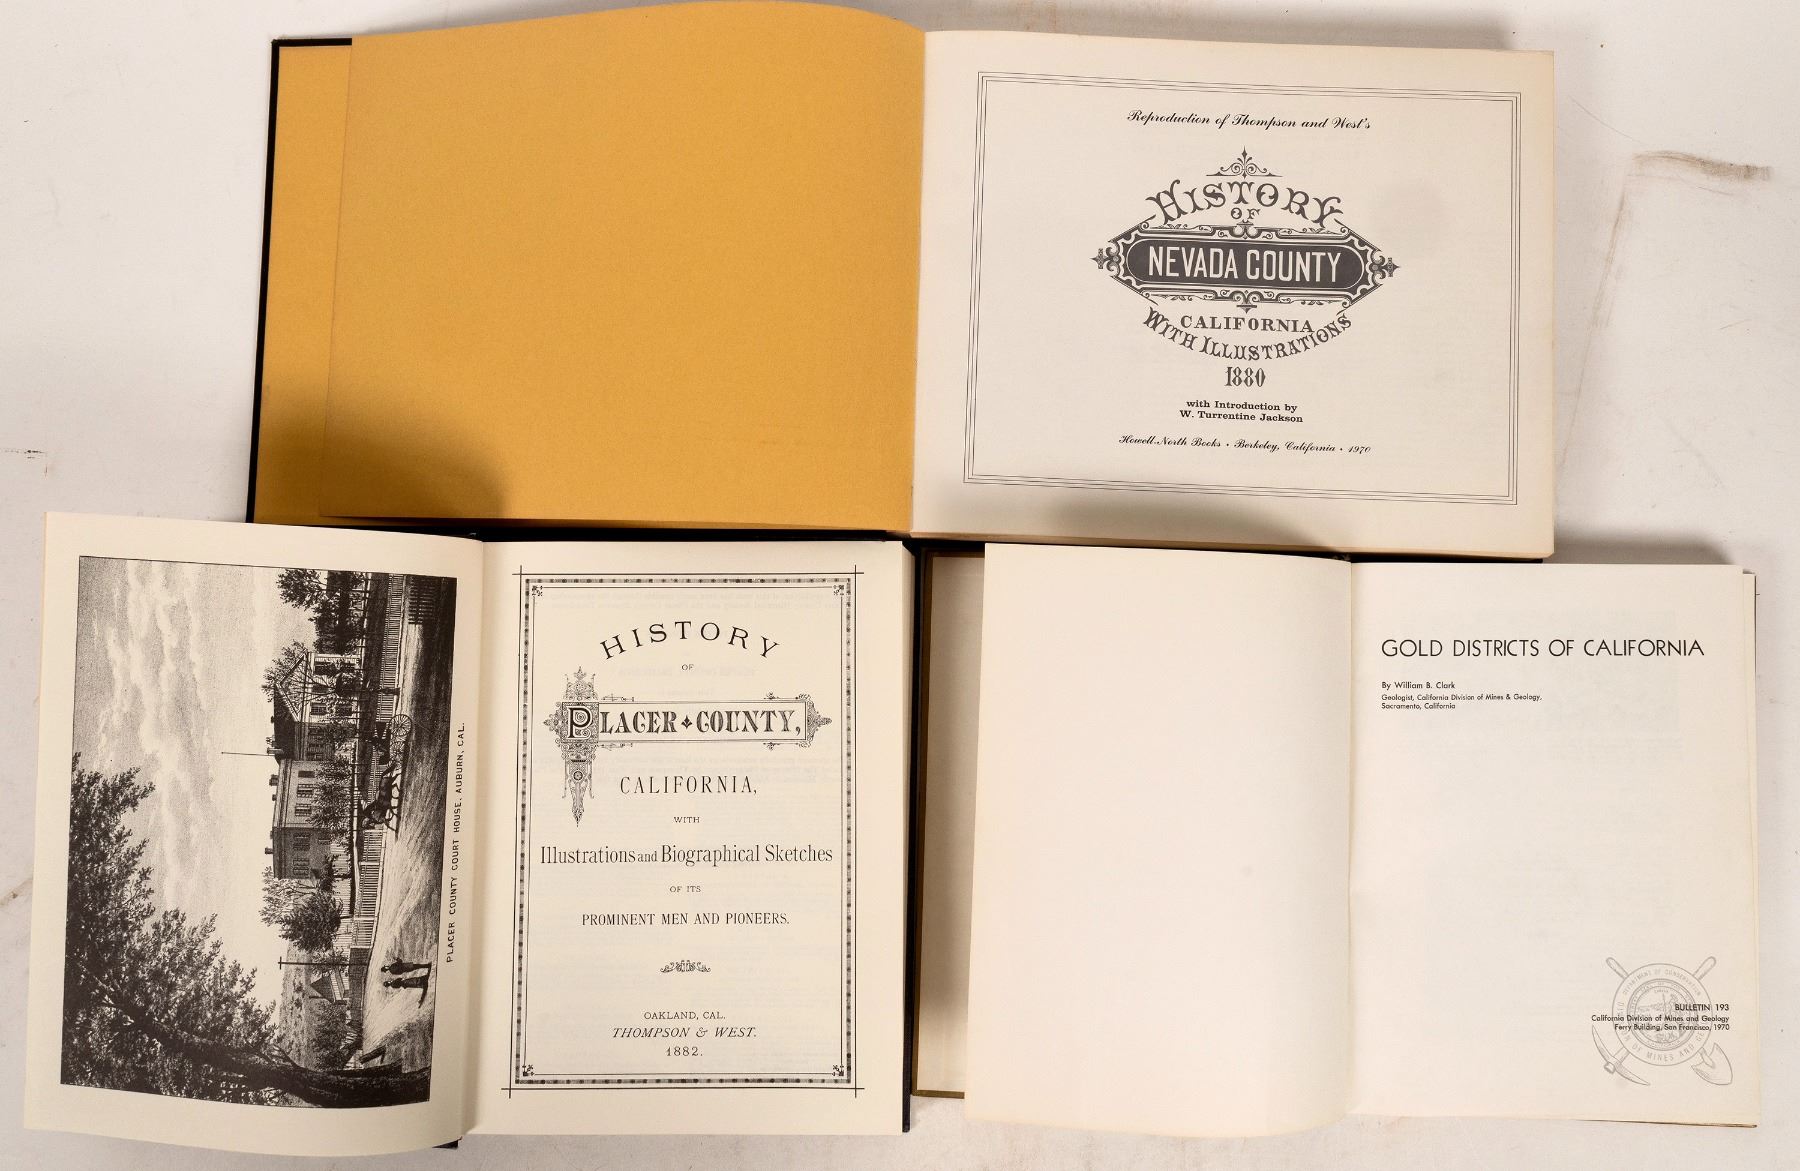 Reproduction of Thompson and West's
HISTORY
OF
NEVADA COUNTY
CALIFORNIA
WITH ILLUSTRATIONS
1880
with Introduction by
W. Turrentine Jackson
Howell-North Books • Berkeley, California • 1970
PLACER COUNTY COURT HOUSE, AUBURN, CAL.
HISTORY
OF
PLACER COUNTY,
CALIFORNIA,
WITH
Illustrations and Biographical Sketches
OF ITS
PROMINENT MEN AND PIONEERS.
OAKLAND, CAL.
THOMPSON & WEST.
1882.
GOLD DISTRICTS OF CALIFORNIA
By William B. Clark
Geologist, California Division of Mines & Geology,
Sacramento, California
BULLETIN 193
California Division of Mines and Geology
Ferry Building, San Francisco, 1970
DEPARTMENT OF CONSERVATION